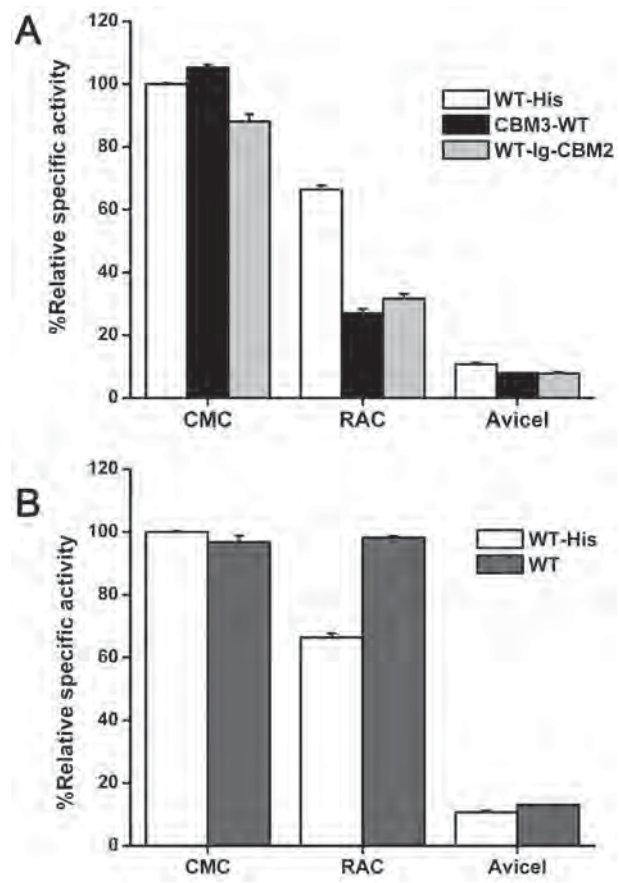 A
%Relative specific activity
120
100
80
60
40
20
0
WT-His
CBM3-WT
WT-Ig-CBM2
CMC RAC Avicel
B
%Relative specific activity
120
100
80
60
40
20
0
WT-His
WT
CMC RAC Avicel